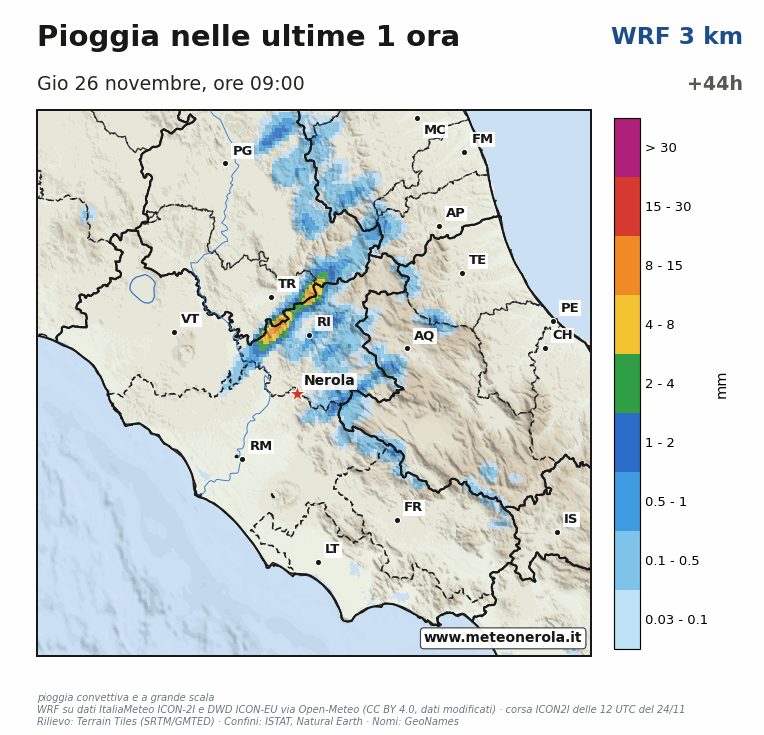 Pioggia nelle ultime 1 ora
WRF 3 km
Gio 26 novembre, ore 09:00
+44h
MC
FM
PG
AP
TE
TR
PE
VT
RI
AQ
CH
Nerola
RM
FR
IS
LT
www.meteonerola.it
> 30
15 - 30
8 - 15
4 - 8
2 - 4
1 - 2
0.5 - 1
0.1 - 0.5
0.03 - 0.1
mm
pioggia convettiva e a grande scala
WRF su dati ItaliaMeteo ICON-2I e DWD ICON-EU via Open-Meteo (CC BY 4.0, dati modificati) · corsa ICON2I delle 12 UTC del 24/11
Rilievo: Terrain Tiles (SRTM/GMTED) · Confini: ISTAT, Natural Earth · Nomi: GeoNames